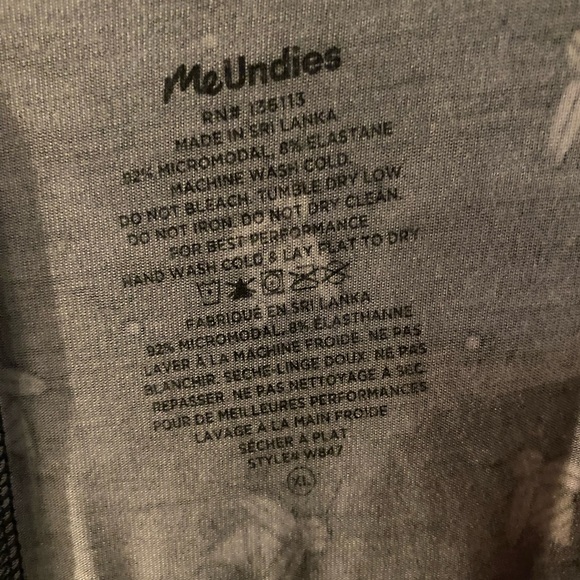 MeUndies
RN# 136113
MADE IN SRI LANKA
92% MICROMODAL, 8% ELASTANE
MACHINE WASH COLD.
DO NOT BLEACH. TUMBLE DRY LOW.
DO NOT IRON. DO NOT DRY CLEAN.
FOR BEST PERFORMANCE
HAND WASH COLD & LAY FLAT TO DRY
FABRIQUÉ EN SRI LANKA
92% MICROMODAL, 8% ÉLASTHANNE
LAVER À LA MACHINE FROIDE. NE PAS
BLANCHIR. SÈCHE-LINGE DOUX. NE PAS
REPASSER. NE PAS NETTOYAGE À SEC.
POUR DE MEILLEURES PERFORMANCES
LAVAGE À LA MAIN FROIDE
SÉCHER À PLAT
STYLE# W847
XL